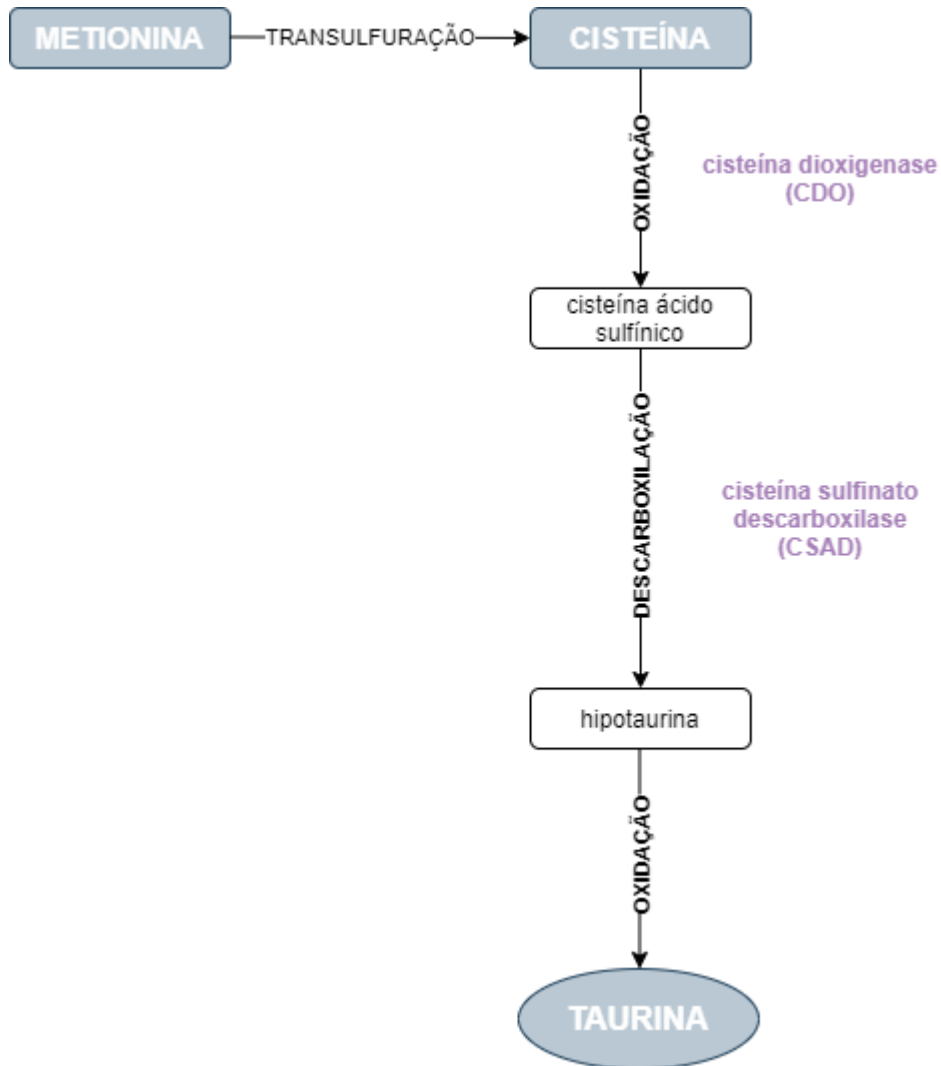 METIONINA
TRANSULFURAÇÃO
CISTEÍNA
OXIDAÇÃO
cisteína dioxigenase
(CDO)
cisteína ácido
sulfínico
DESCARBOXILAÇÃO
cisteína sulfinato
descarboxilase
(CSAD)
hipotaurina
OXIDAÇÃO
TAURINA